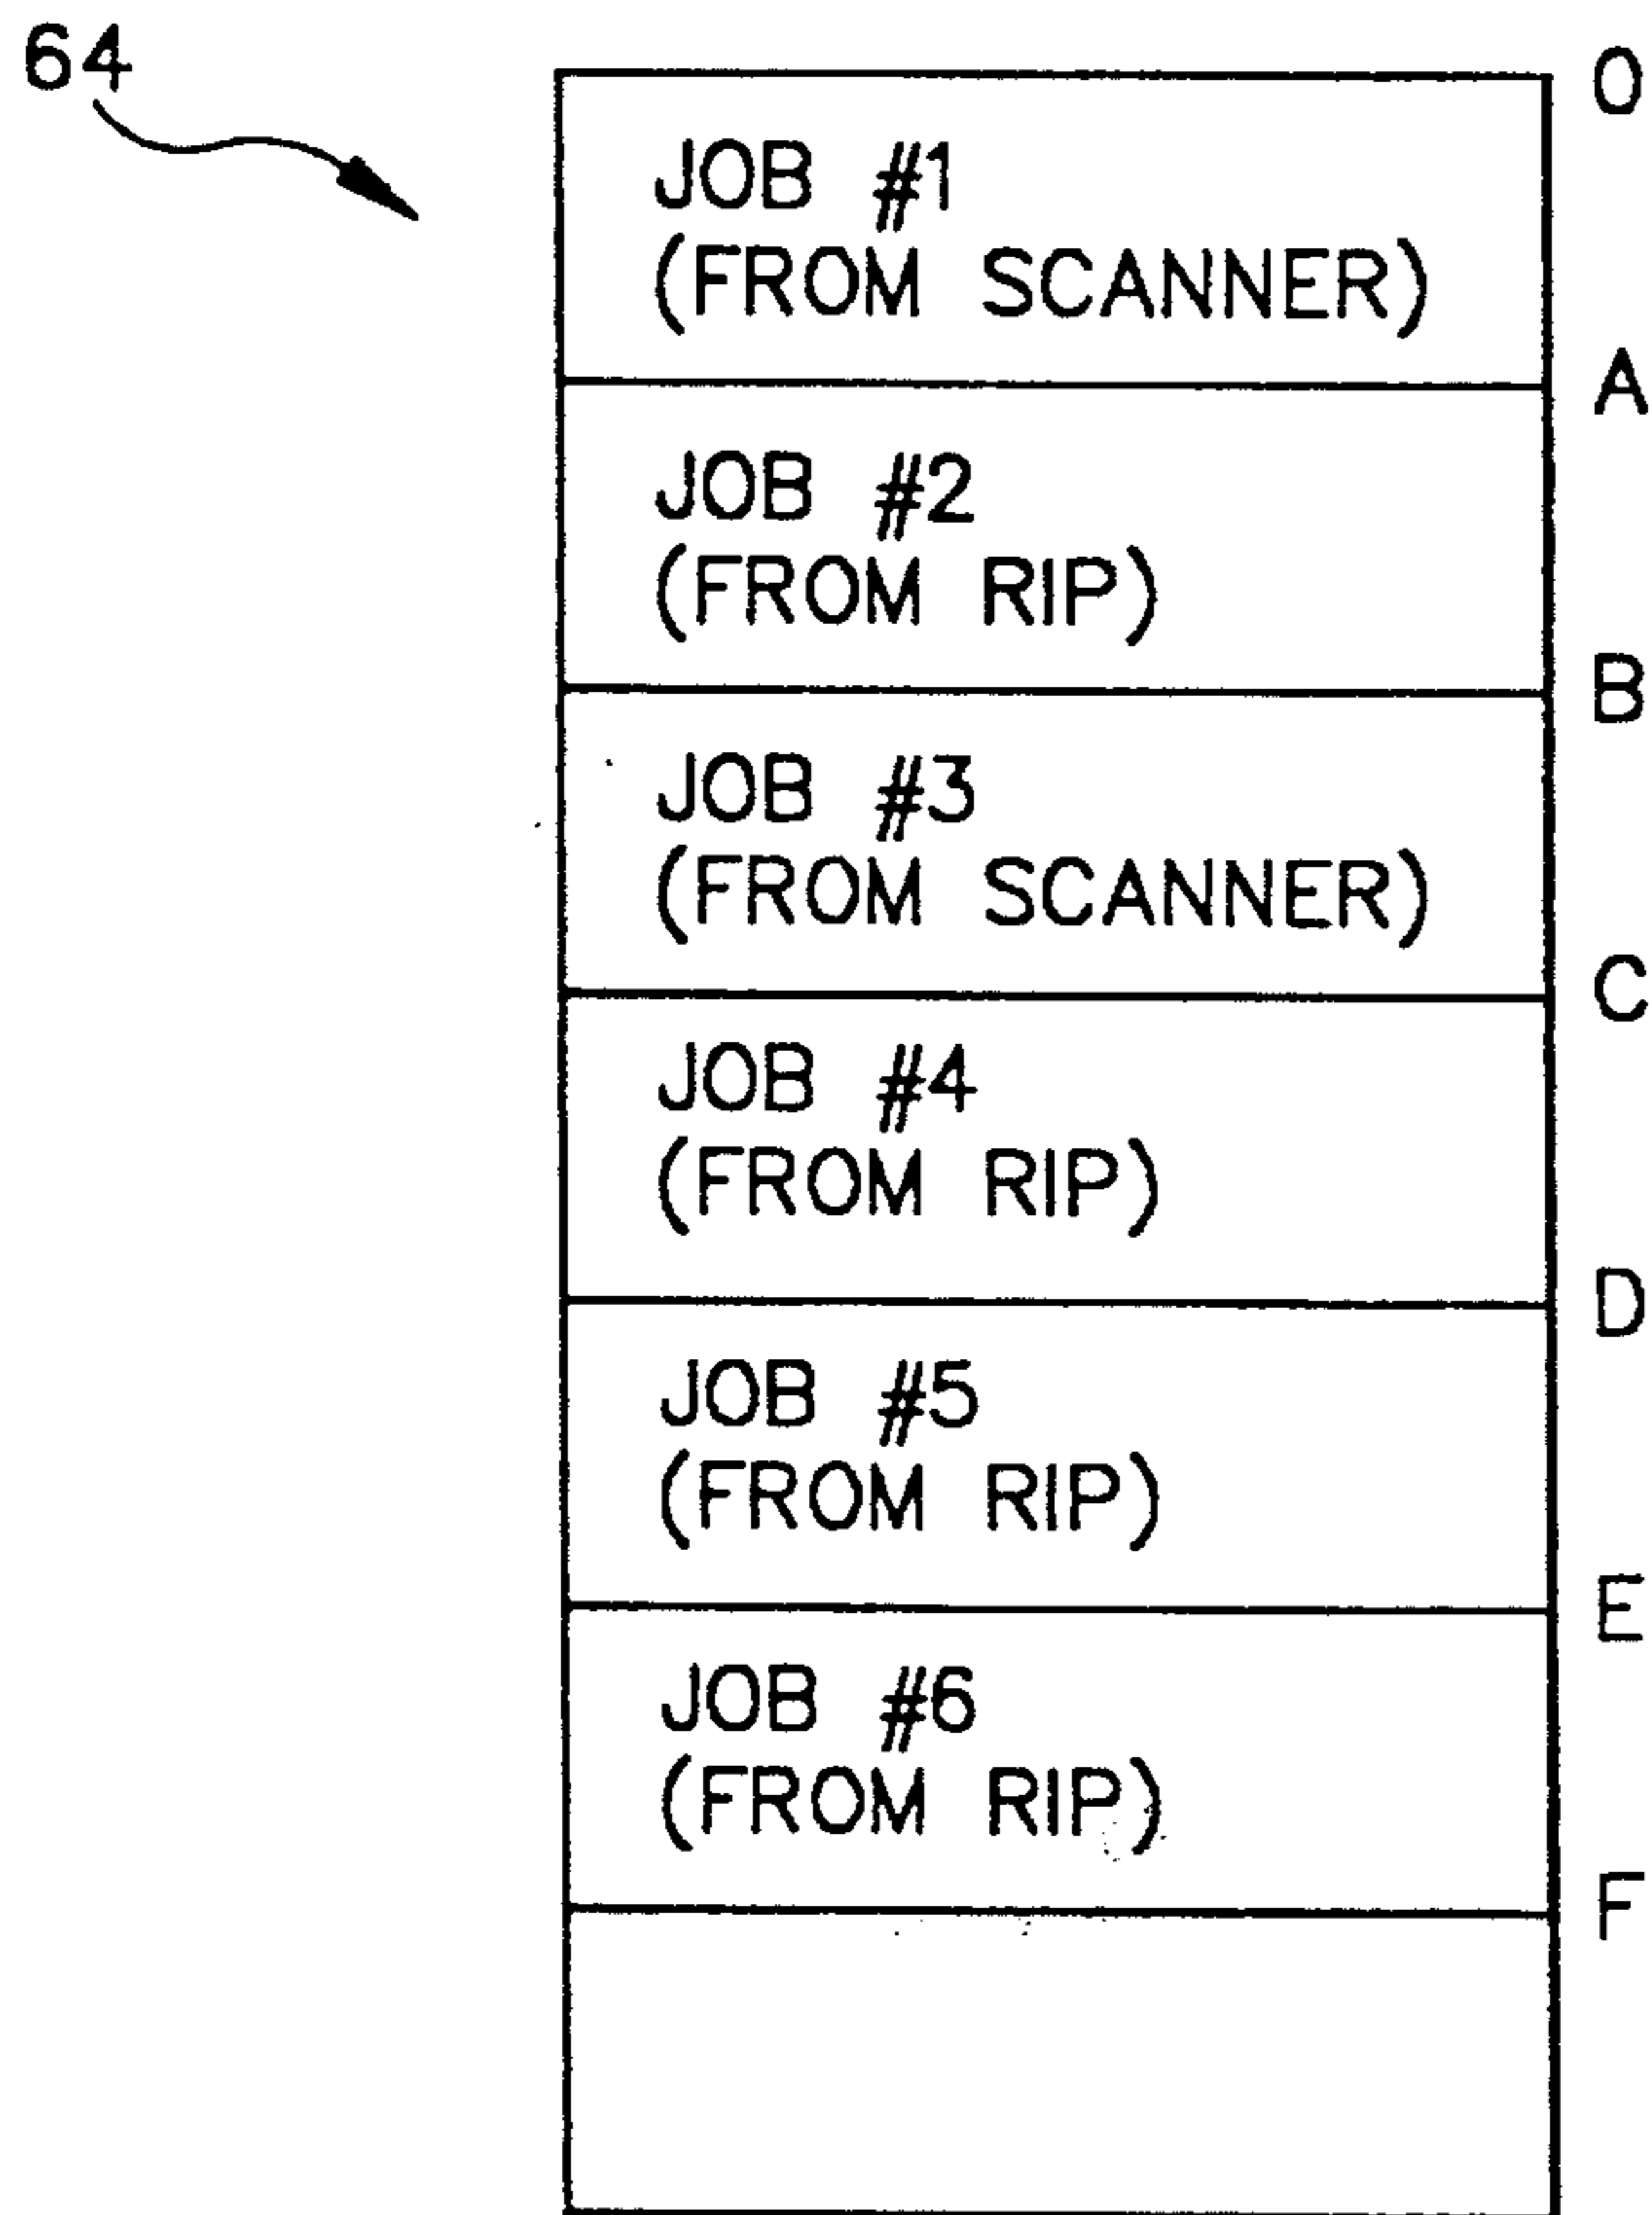 64
0
JOB #1
(FROM SCANNER)
A
JOB #2
(FROM RIP)
B
JOB #3
(FROM SCANNER)
C
JOB #4
(FROM RIP)
D
JOB #5
(FROM RIP)
E
JOB #6
(FROM RIP)
F